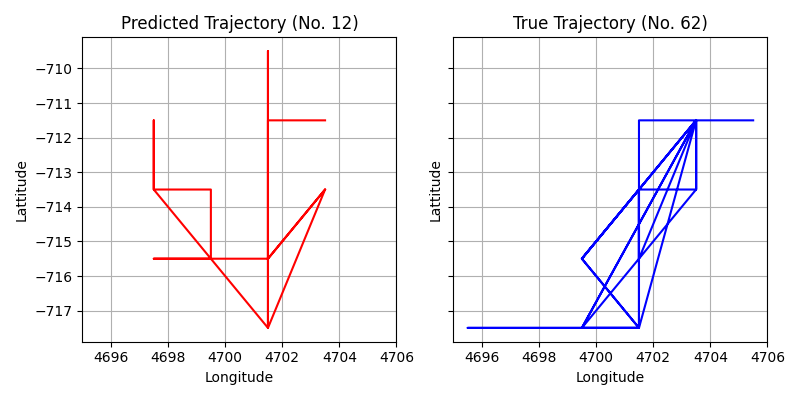 Predicted Trajectory (No. 12)
True Trajectory (No. 62)
−710
−711
−712
−713
−714
−715
−716
−717
Lattitude
Lattitude
4696 4698 4700 4702 4704 4706
4696 4698 4700 4702 4704 4706
Longitude
Longitude